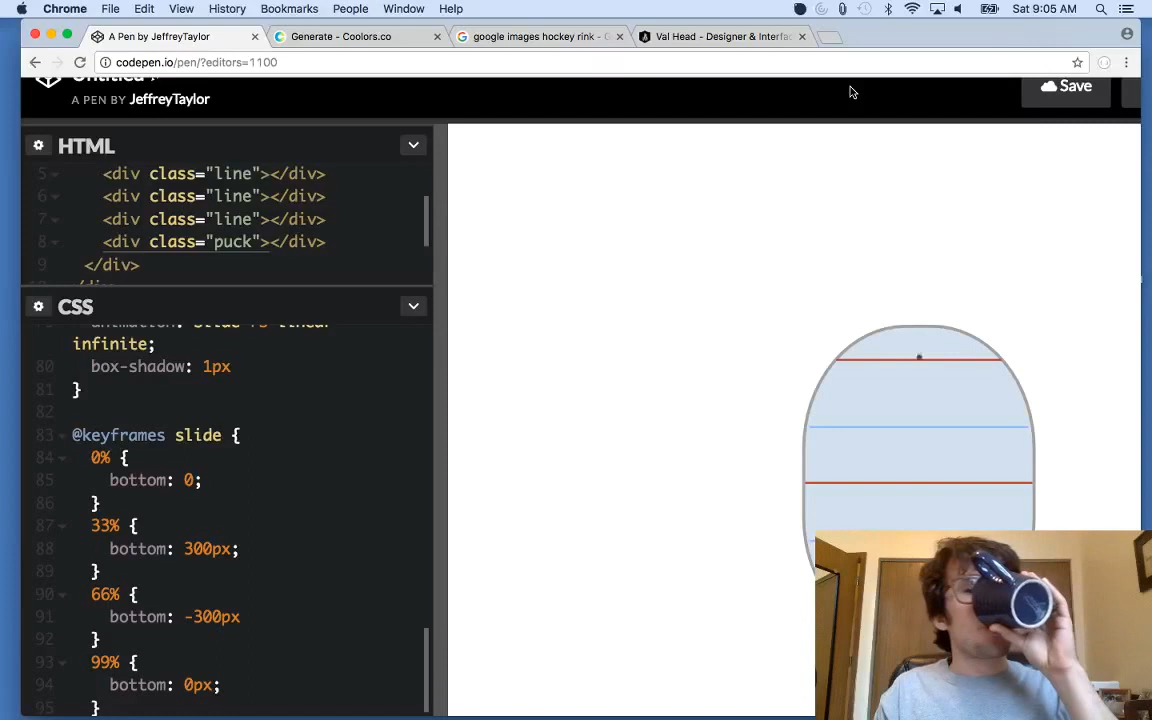 Chrome File Edit View History Bookmarks People Window Help Sat 9:05 AM
A Pen by JeffreyTaylor Generate - Coolors.co google images hockey rink - G Val Head - Designer & Interfac
codepen.io/pen/?editors=1100
Untitled
A PEN BY JeffreyTaylor Save
HTML
5 <div class="line"></div>
6 <div class="line"></div>
7 <div class="line"></div>
8 <div class="puck"></div>
9 </div>
CSS
infinite;
80 box-shadow: 1px
81 }
82
83 @keyframes slide {
84 0% {
85 bottom: 0;
86 }
87 33% {
88 bottom: 300px;
89 }
90 66% {
91 bottom: -300px
92 }
93 99% {
94 bottom: 0px;
95 }